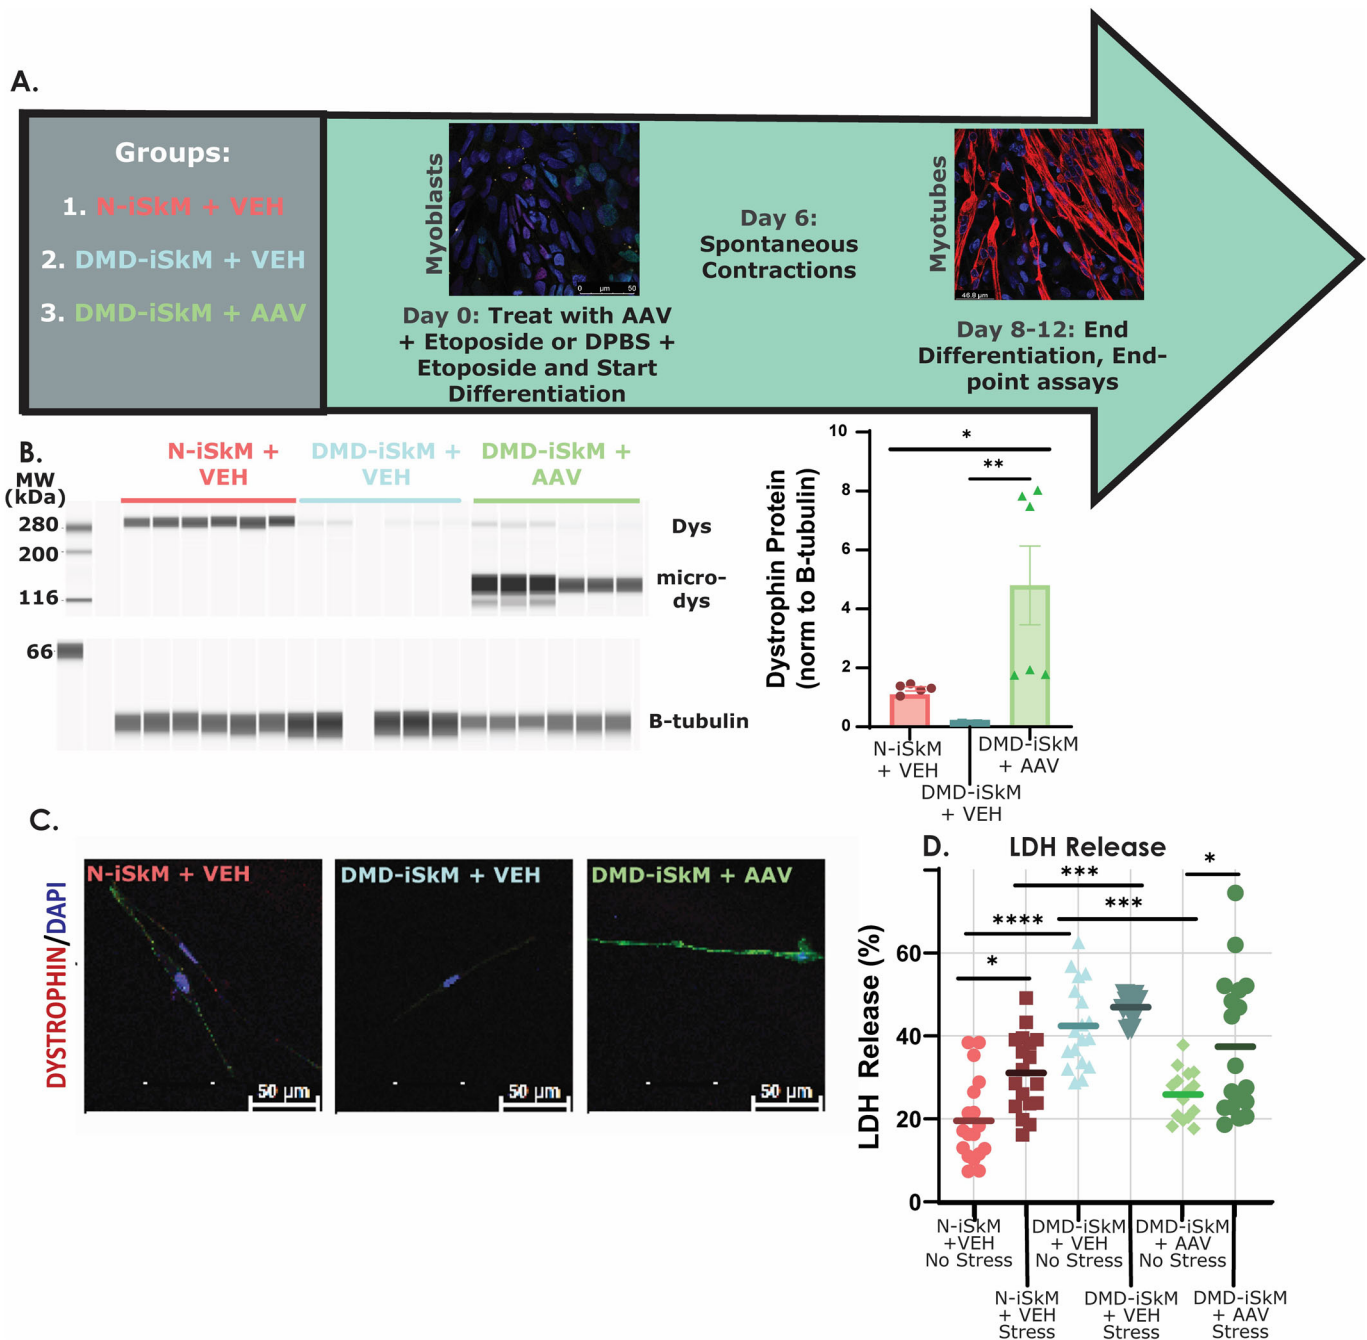 A.
Groups:
1. N-iSkM + VEH
2. DMD-iSkM + VEH
3. DMD-iSkM + AAV
Myoblasts
0 µm 50
Day 0: Treat with AAV
+ Etoposide or DPBS +
Etoposide and Start
Differentiation
Day 6:
Spontaneous
Contractions
Myotubes
46.8 µm
Day 8-12: End
Differentiation, End-
point assays
B.
MW
(kDa)
N-iSkM +
VEH
DMD-iSkM +
VEH
DMD-iSkM +
AAV
280
200
116
66
Dys
micro-
dys
B-tubulin
Dystrophin Protein
(norm to B-tubulin)
10
8
6
4
2
0
*
**
N-iSkM
+ VEH
DMD-iSkM
+ VEH
DMD-iSkM
+ AAV
C.
DYSTROPHIN/DAPI
N-iSkM + VEH
50 µm
DMD-iSkM + VEH
50 µm
DMD-iSkM + AAV
50 µm
D.
LDH Release
LDH Release (%)
60
40
20
0
*
****
***
***
*
N-iSkM
+VEH
No Stress
N-iSkM
+ VEH
Stress
DMD-iSkM
+ VEH
No Stress
DMD-iSkM
+ VEH
Stress
DMD-iSkM
+ AAV
No Stress
DMD-iSkM
+ AAV
Stress